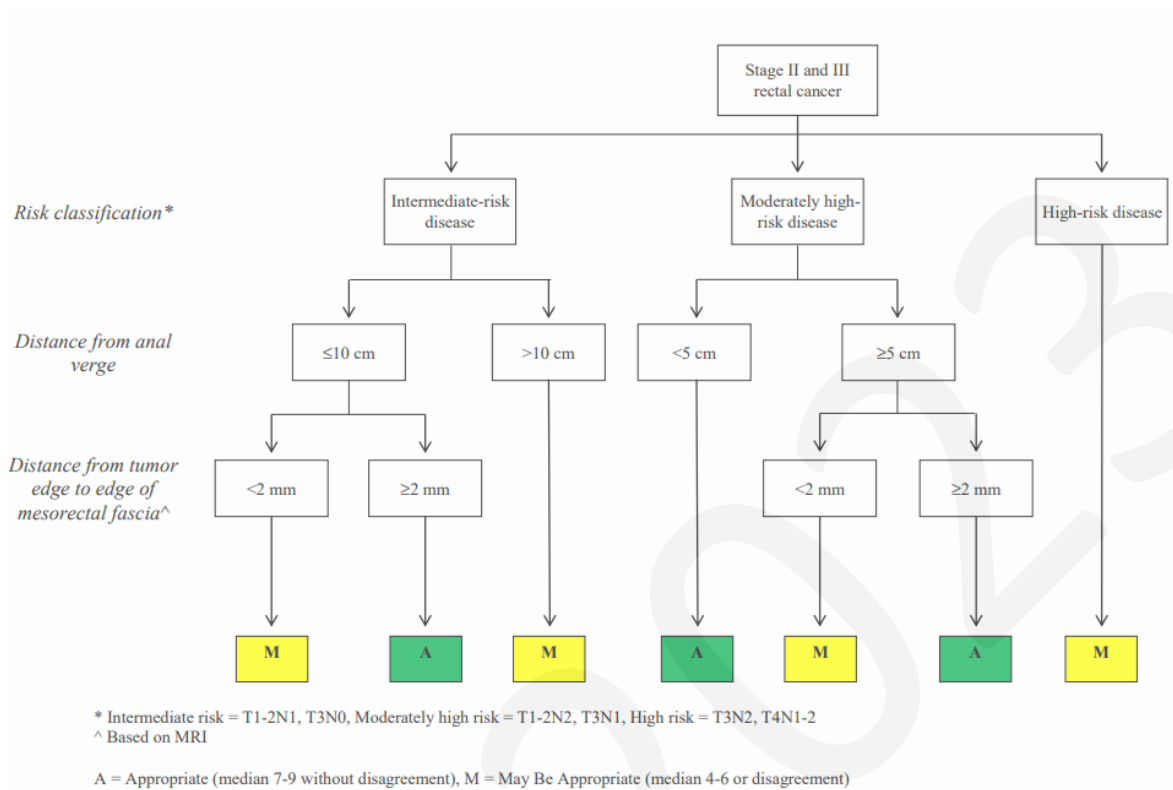 Stage II and III
rectal cancer
Risk classification*
Intermediate-risk
disease
Moderately high-
risk disease
High-risk disease
Distance from anal
verge
≤10 cm
>10 cm
<5 cm
≥5 cm
Distance from tumor
edge to edge of
mesorectal fascia^
<2 mm
≥2 mm
<2 mm
≥2 mm
M
A
M
A
M
A
M
* Intermediate risk = T1-2N1, T3N0, Moderately high risk = T1-2N2, T3N1, High risk = T3N2, T4N1-2
^ Based on MRI
A = Appropriate (median 7-9 without disagreement), M = May Be Appropriate (median 4-6 or disagreement)
2023